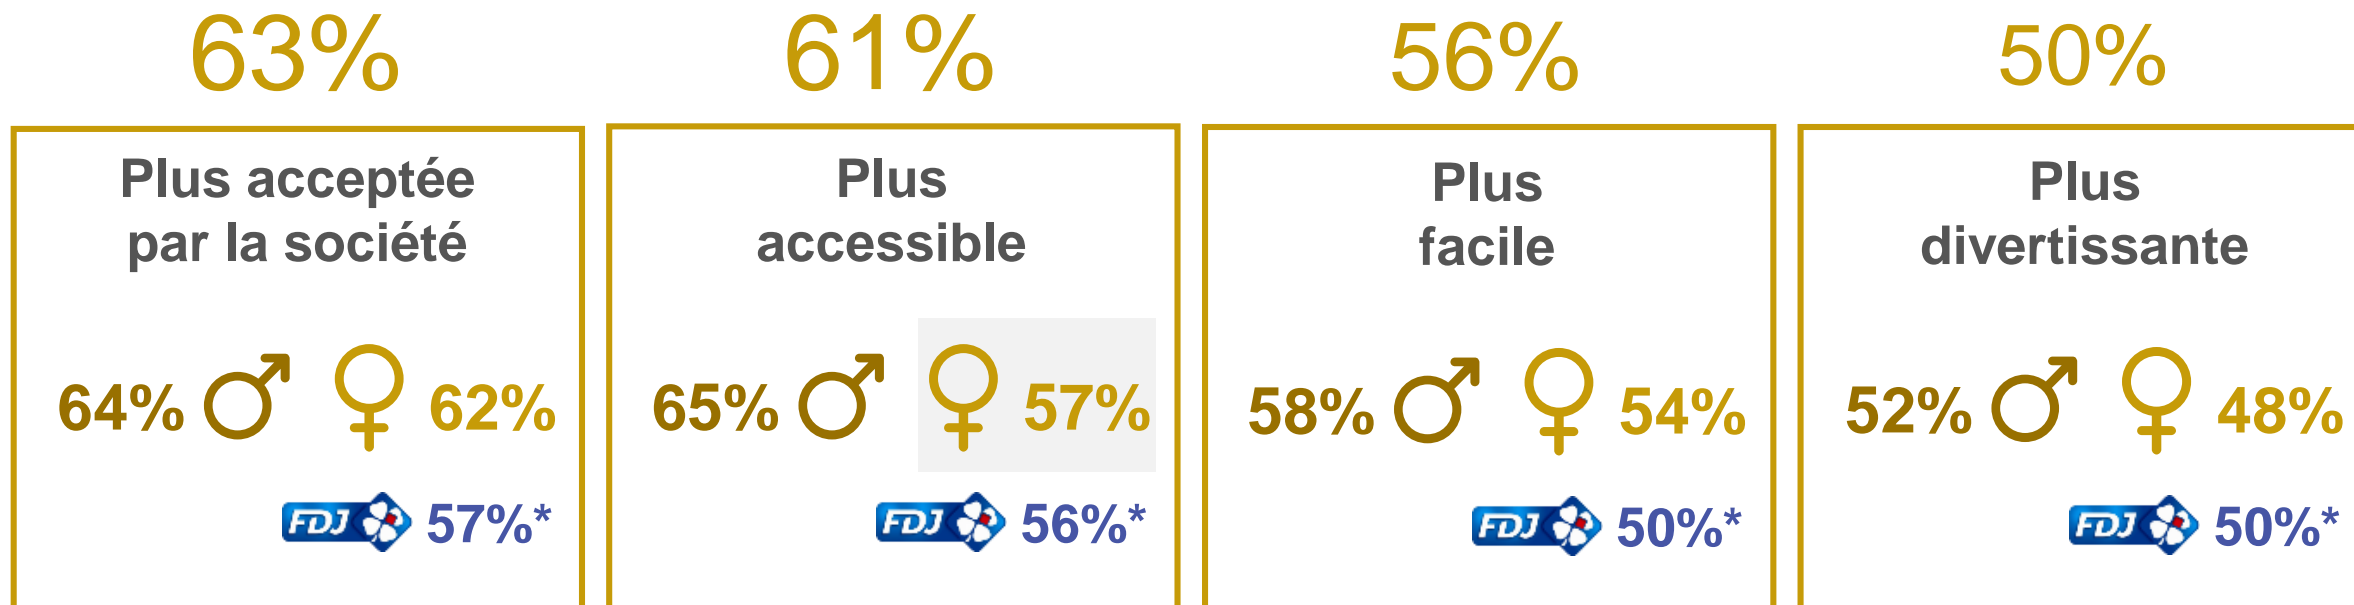 63%
61%
56%
50%
Plus acceptée
par la société
64%
62%
FDJ 57%*
Plus
accessible
65%
57%
FDJ 56%*
Plus
facile
58%
54%
FDJ 50%*
Plus
divertissante
52%
48%
FDJ 50%*